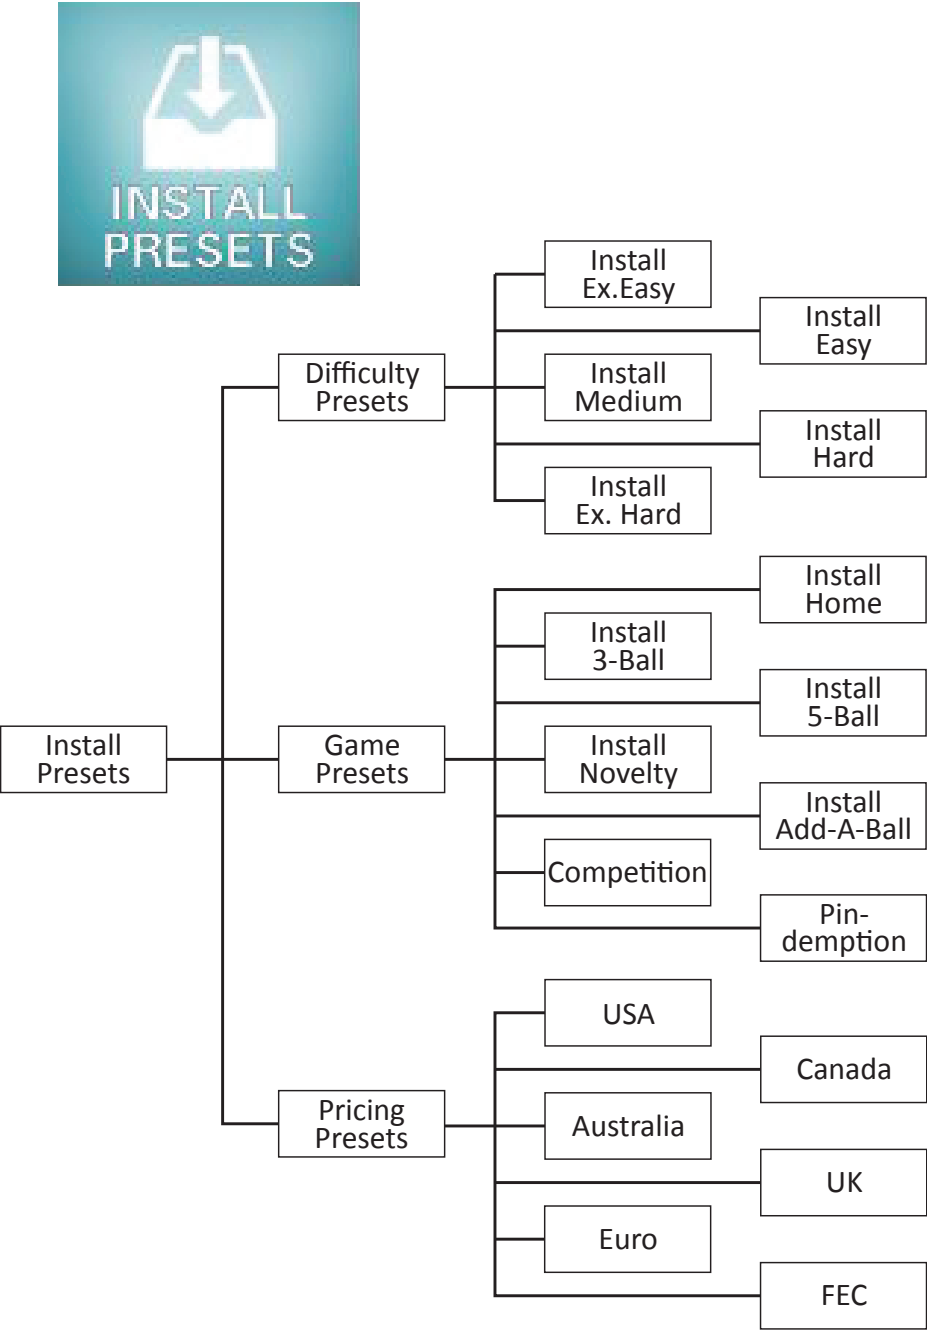 INSTALL
PRESETS
Install
Ex.Easy
Install
Easy
Difficulty
Presets
Install
Medium
Install
Hard
Install
Ex. Hard
Install
Home
Install
3-Ball
Install
5-Ball
Install
Presets
Game
Presets
Install
Novelty
Install
Add-A-Ball
Competition
Pin-
demption
USA
Canada
Pricing
Presets
Australia
UK
Euro
FEC